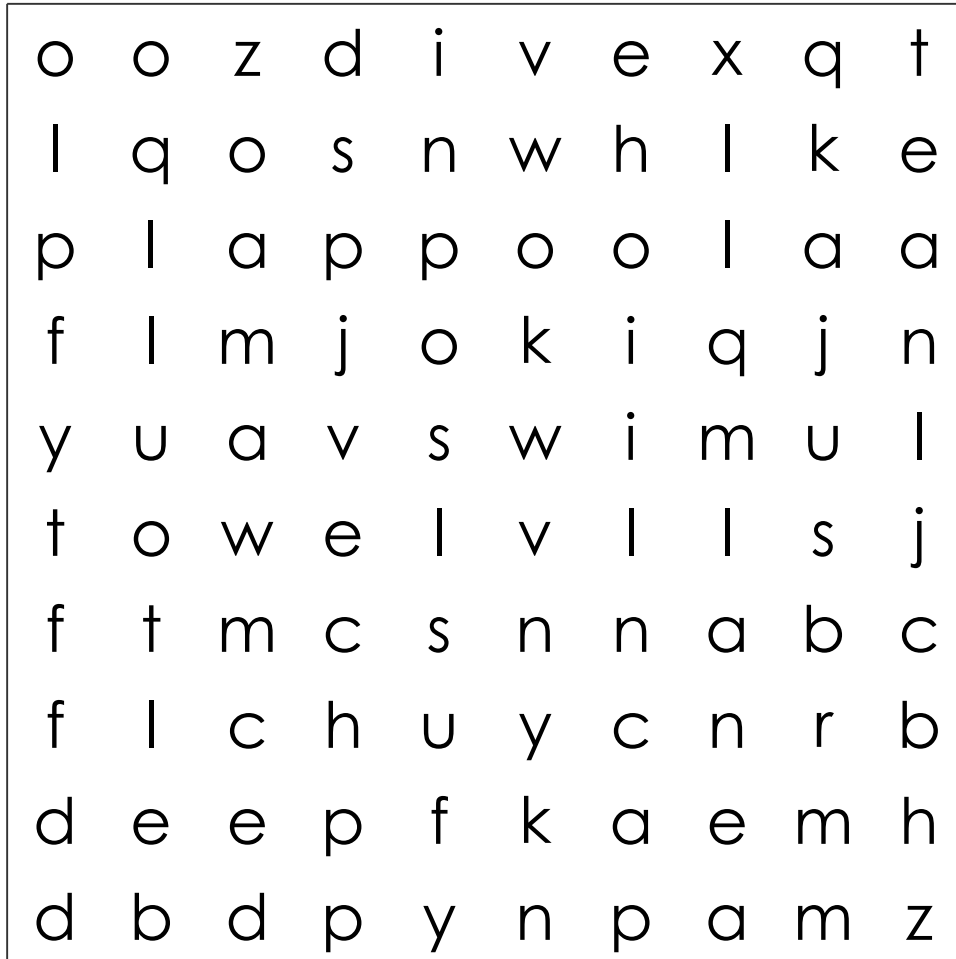 o o z d i v e x q t
l q o s n w h l k e
p l a p p o o l a a
f l m j o k i q j n
y u a v s w i m u l
t o w e l v l l s j
f t m c s n n a b c
f l c h u y c n r b
d e e p f k a e m h
d b d p y n p a m z